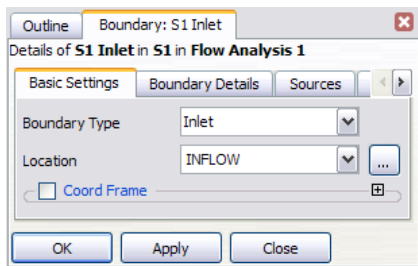 Outline Boundary: S1 Inlet
Details of S1 Inlet in S1 in Flow Analysis 1
Basic Settings Boundary Details Sources
Boundary Type Inlet
Location INFLOW ...
Coord Frame
OK Apply Close